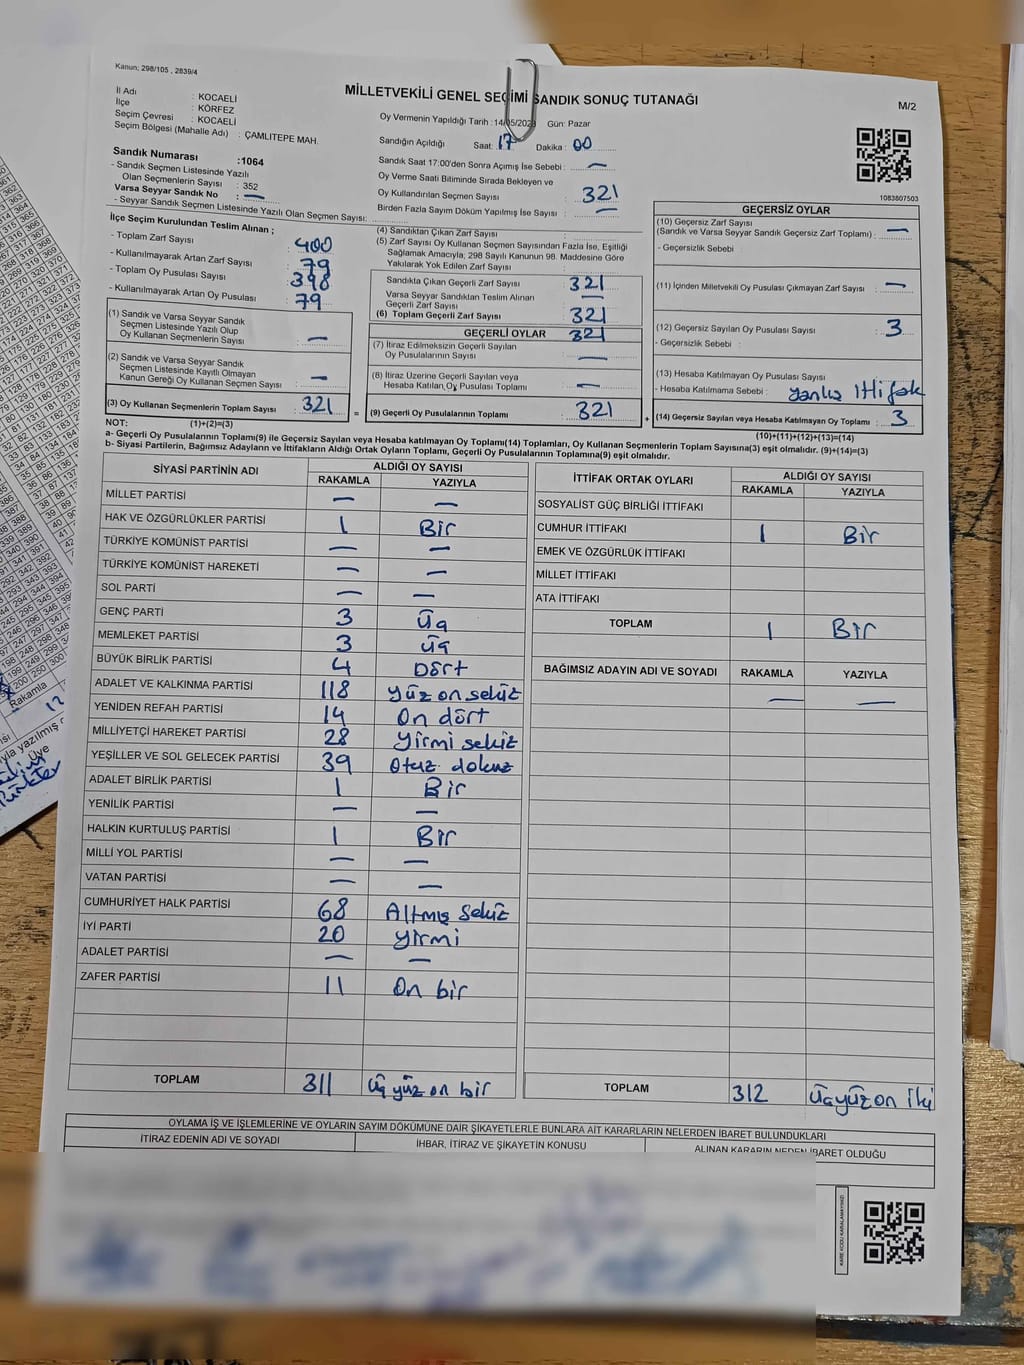 Kanun; 298/105 , 2839/4
MİLLETVEKİLİ GENEL SEÇİMİ SANDIK SONUÇ TUTANAĞI
M/2
İl Adı : KOCAELİ
İlçe : KÖRFEZ
Seçim Çevresi : KOCAELİ
Seçim Bölgesi (Mahalle Adı) : ÇAMLITEPE MAH.
Sandık Numarası :1064
- Sandık Seçmen Listesinde Yazılı
Olan Seçmenlerin Sayısı : 352
Varsa Seyyar Sandık No : —
- Seyyar Sandık Seçmen Listesinde Yazılı Olan Seçmen Sayısı:
Oy Vermenin Yapıldığı Tarih :14/05/2023 Gün: Pazar
Sandığın Açıldığı Saat: 17 Dakika : 00
Sandık Saat 17:00'den Sonra Açımış İse Sebebi : —
Oy Verme Saati Bitiminde Sırada Bekleyen ve
Oy Kullandırılan Seçmen Sayısı : 321
Birden Fazla Sayım Döküm Yapılmış İse Sayısı : —
1083807503
İlçe Seçim Kurulundan Teslim Alınan ;
- Toplam Zarf Sayısı : 400
- Kullanılmayarak Artan Zarf Sayısı : 79
- Toplam Oy Pusulası Sayısı : 398
- Kullanılmayarak Artan Oy Pusulası : 79
(1) Sandık ve Varsa Seyyar Sandık
Seçmen Listesinde Yazılı Olup
Oy Kullanan Seçmenlerin Sayısı : —
(2) Sandık ve Varsa Seyyar Sandık
Seçmen Listesinde Kayıtlı Olmayan
Kanun Gereği Oy Kullanan Seçmen Sayısı : —
(3) Oy Kullanan Seçmenlerin Toplam Sayısı : 321
(1)+(2)=(3)
(4) Sandıktan Çıkan Zarf Sayısı :
(5) Zarf Sayısı Oy Kullanan Seçmen Sayısından Fazla İse, Eşitliği
Sağlamak Amacıyla; 298 Sayılı Kanunun 98. Maddesine Göre
Yakılarak Yok Edilen Zarf Sayısı :
Sandıkta Çıkan Geçerli Zarf Sayısı : 321
Varsa Seyyar Sandıktan Teslim Alınan
Geçerli Zarf Sayısı : —
(6) Toplam Geçerli Zarf Sayısı : 321
GEÇERLİ OYLAR 321
(7) İtiraz Edilmeksizin Geçerli Sayılan
Oy Pusulalarının Sayısı : —
(8) İtiraz Üzerine Geçerli Sayılan veya
Hesaba Katılan Oy Pusulası Toplamı : —
= (9) Geçerli Oy Pusulalarının Toplamı : 321 +
GEÇERSİZ OYLAR
(10) Geçersiz Zarf Sayısı
(Sandık ve Varsa Seyyar Sandık Geçersiz Zarf Toplamı) : —
- Geçersizlik Sebebi :
(11) İçinden Milletvekili Oy Pusulası Çıkmayan Zarf Sayısı : —
(12) Geçersiz Sayılan Oy Pusulası Sayısı : 3
- Geçersizlik Sebebi :
(13) Hesaba Katılmayan Oy Pusulası Sayısı
- Hesaba Katılmama Sebebi : yanlış ittifak
(14) Geçersiz Sayılan veya Hesaba Katılmayan Oy Toplamı : 3
(10)+(11)+(12)+(13)=(14)
NOT:
a- Geçerli Oy Pusulalarının Toplamı(9) ile Geçersiz Sayılan veya Hesaba katılmayan Oy Toplamı(14) Toplamları, Oy Kullanan Seçmenlerin Toplam Sayısına(3) eşit olmalıdır. (9)+(14)=(3)
b- Siyasi Partilerin, Bağımsız Adayların ve İttifakların Aldığı Ortak Oyların Toplamı, Geçerli Oy Pusulalarının Toplamına(9) eşit olmalıdır.
SİYASİ PARTİNİN ADI ALDIĞI OY SAYISI
RAKAMLA YAZIYLA
MİLLET PARTİSİ — —
HAK VE ÖZGÜRLÜKLER PARTİSİ 1 Bir
TÜRKİYE KOMÜNİST PARTİSİ — —
TÜRKİYE KOMÜNİST HAREKETİ — —
SOL PARTİ — —
GENÇ PARTİ 3 Üç
MEMLEKET PARTİSİ 3 Üç
BÜYÜK BİRLİK PARTİSİ 4 Dört
ADALET VE KALKINMA PARTİSİ 118 Yüz on sekiz
YENİDEN REFAH PARTİSİ 14 On dört
MİLLİYETÇİ HAREKET PARTİSİ 28 Yirmi sekiz
YEŞİLLER VE SOL GELECEK PARTİSİ 39 Otuz dokuz
ADALET BİRLİK PARTİSİ 1 Bir
YENİLİK PARTİSİ — —
HALKIN KURTULUŞ PARTİSİ 1 Bir
MİLLİ YOL PARTİSİ — —
VATAN PARTİSİ — —
CUMHURİYET HALK PARTİSİ 68 Altmış sekiz
İYİ PARTİ 20 Yirmi
ADALET PARTİSİ — —
ZAFER PARTİSİ 11 On bir
TOPLAM 311 Üç yüz on bir
İTTİFAK ORTAK OYLARI ALDIĞI OY SAYISI
RAKAMLA YAZIYLA
SOSYALİST GÜÇ BİRLİĞİ İTTİFAKI
CUMHUR İTTİFAKI 1 Bir
EMEK VE ÖZGÜRLÜK İTTİFAKI
MİLLET İTTİFAKI
ATA İTTİFAKI
TOPLAM 1 Bir
BAĞIMSIZ ADAYIN ADI VE SOYADI RAKAMLA YAZIYLA
— —
TOPLAM 312 Üçyüz on iki
OYLAMA İŞ VE İŞLEMLERİNE VE OYLARIN SAYIM DÖKÜMÜNE DAİR ŞİKAYETLERLE BUNLARA AİT KARARLARIN NELERDEN İBARET BULUNDUKLARI
İTİRAZ EDENİN ADI VE SOYADI İHBAR, İTİRAZ VE ŞİKAYETİN KONUSU ALINAN KARARIN NEDEN İBARET OLDUĞU